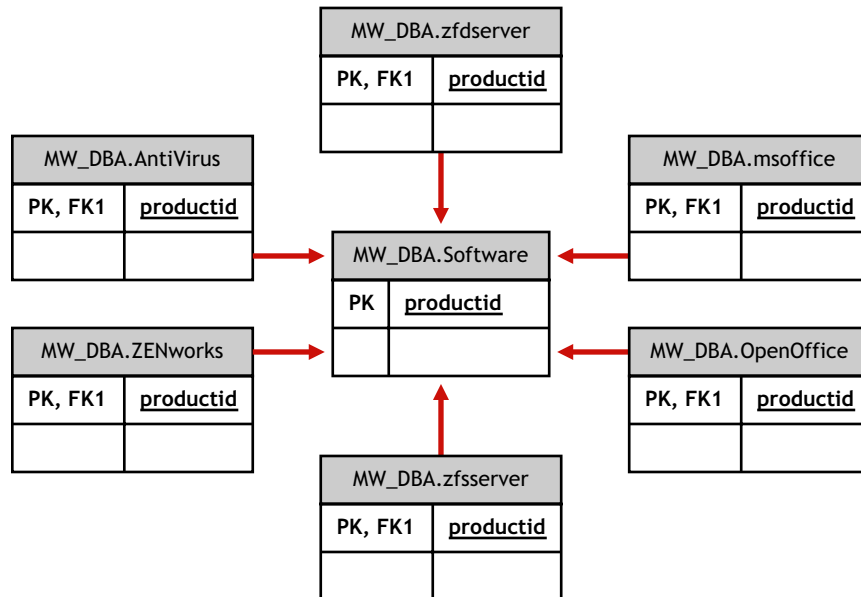 MW_DBA.zfdserver
PK, FK1 productid
MW_DBA.AntiVirus
PK, FK1 productid
MW_DBA.msoffice
PK, FK1 productid
MW_DBA.Software
PK productid
MW_DBA.ZENworks
PK, FK1 productid
MW_DBA.OpenOffice
PK, FK1 productid
MW_DBA.zfsserver
PK, FK1 productid